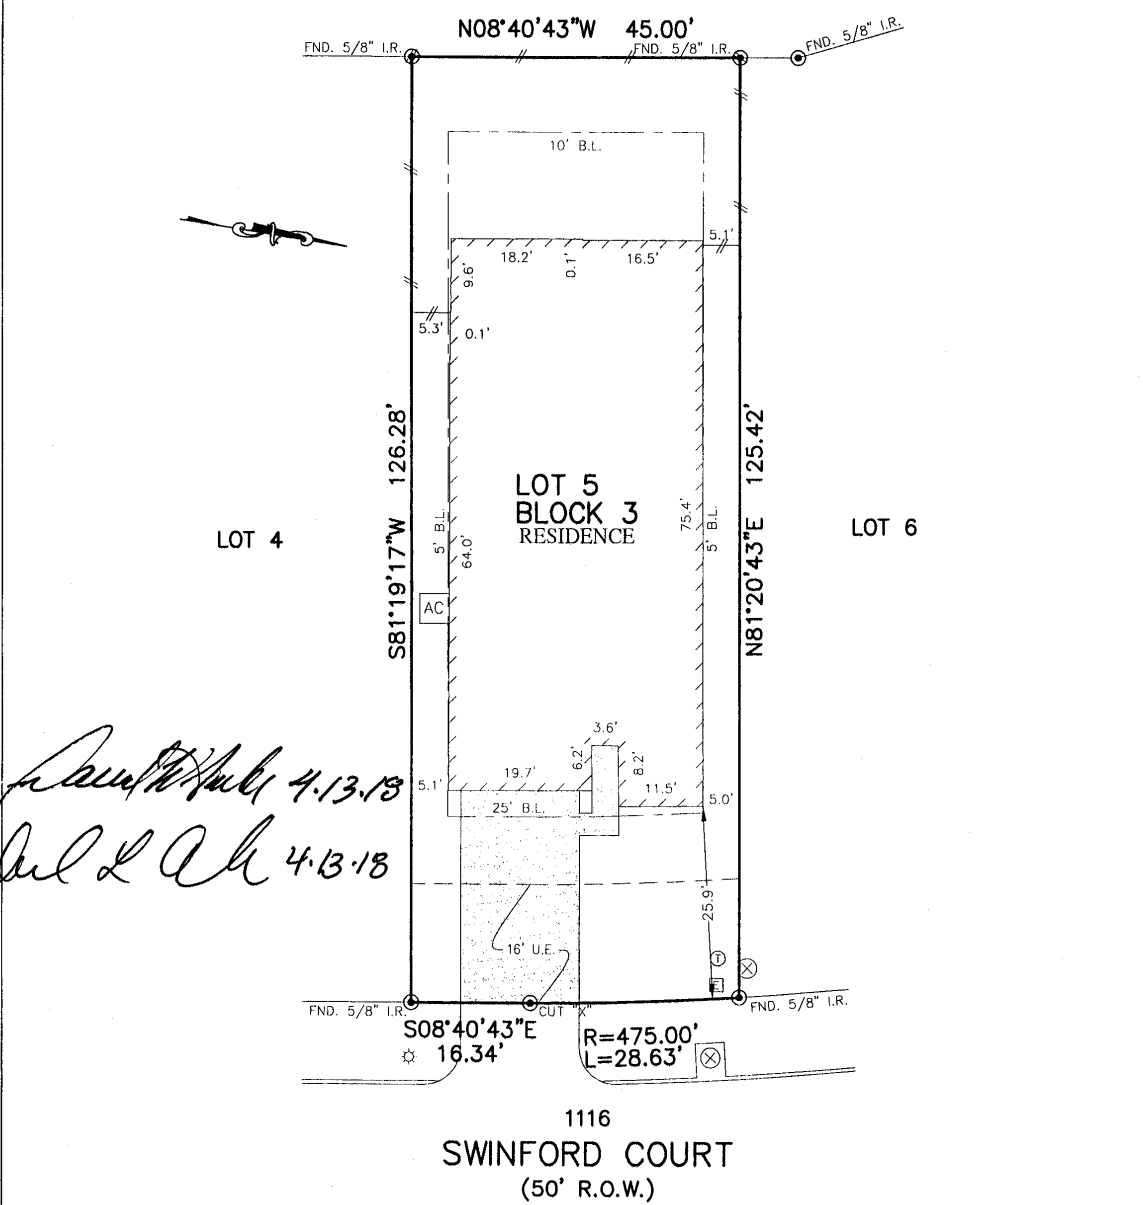 N08°40'43"W 45.00'
FND. 5/8" I.R.
FND. 5/8" I.R.
FND. 5/8" I.R.
10' B.L.
5.1'
18.2'
0.1'
16.5'
9.6'
5.3'
0.1'
S81°19'17"W 126.28'
N81°20'43"E 125.42'
LOT 5
BLOCK 3
RESIDENCE
LOT 4
LOT 6
5' B.L.
64.0'
75.4'
5' B.L.
AC
3.6'
6.2'
8.2'
19.7'
11.5'
5.1'
5.0'
25' B.L.
4.13.18
4.13.18
25.9'
16' U.E.
T
E
FND. 5/8" I.R.
CUT "X"
FND. 5/8" I.R.
S08°40'43"E
16.34'
R=475.00'
L=28.63'
1116
SWINFORD COURT
(50' R.O.W.)